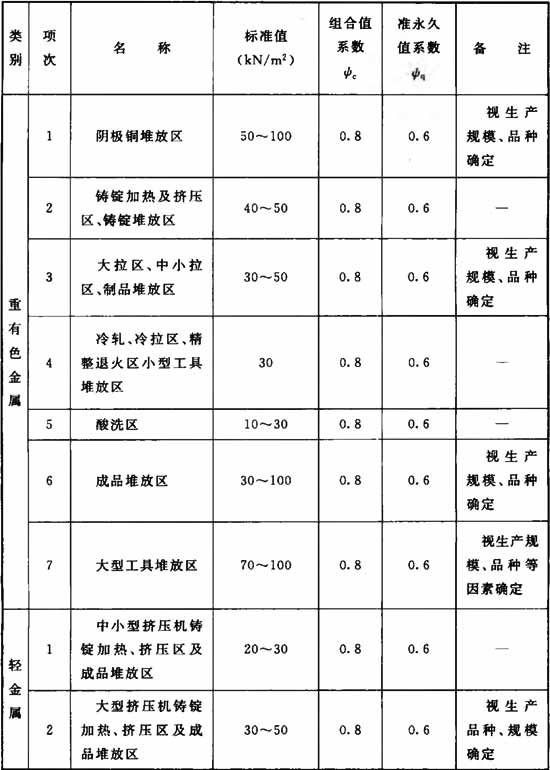 类别 项次 名 称 标准值(kN/m²) 组合值系数ψc 准永久值系数ψq 备 注
重有色金属
1 阴极铜堆放区 50～100 0.8 0.6 视生产规模、品种确定
2 铸锭加热及挤压区、铸锭堆放区 40～50 0.8 0.6 —
3 大拉区、中小拉区、制品堆放区 30～50 0.8 0.6 视生产规模、品种确定
4 冷轧、冷拉区、精整退火区小型工具堆放区 30 0.8 0.6 —
5 酸洗区 10～30 0.8 0.6 —
6 成品堆放区 30～100 0.8 0.6 视生产规模、品种确定
7 大型工具堆放区 70～100 0.8 0.6 视生产规模、品种等因素确定
轻金属
1 中小型挤压机铸锭加热、挤压区及成品堆放区 20～30 0.8 0.6 —
2 大型挤压机铸锭加热、挤压区及成品堆放区 30～50 0.8 0.6 视生产品种、规模确定